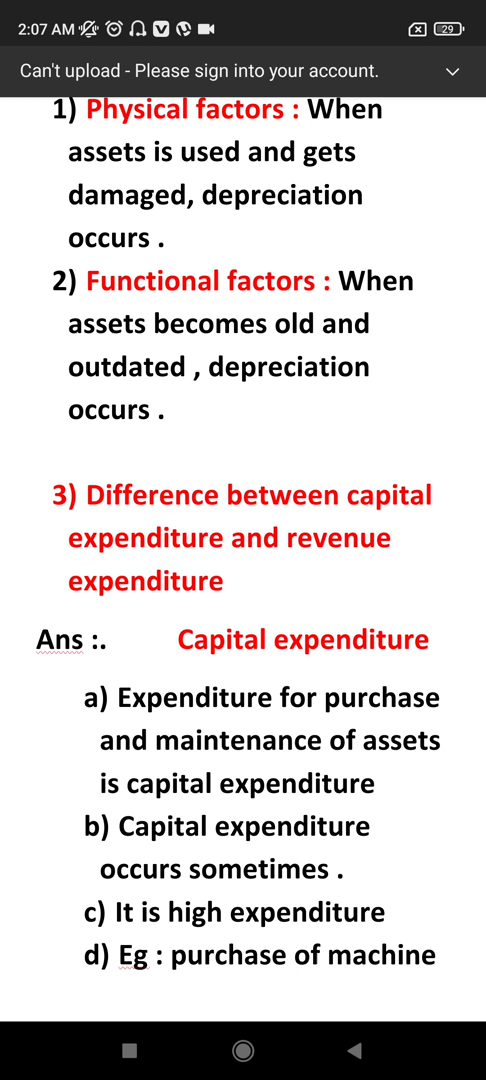 2:07 AM
29
Can't upload - Please sign into your account.
1) Physical factors : When
assets is used and gets
damaged, depreciation
occurs .
2) Functional factors : When
assets becomes old and
outdated , depreciation
occurs .
3) Difference between capital
expenditure and revenue
expenditure
Ans :. Capital expenditure
a) Expenditure for purchase
and maintenance of assets
is capital expenditure
b) Capital expenditure
occurs sometimes .
c) It is high expenditure
d) Eg : purchase of machine